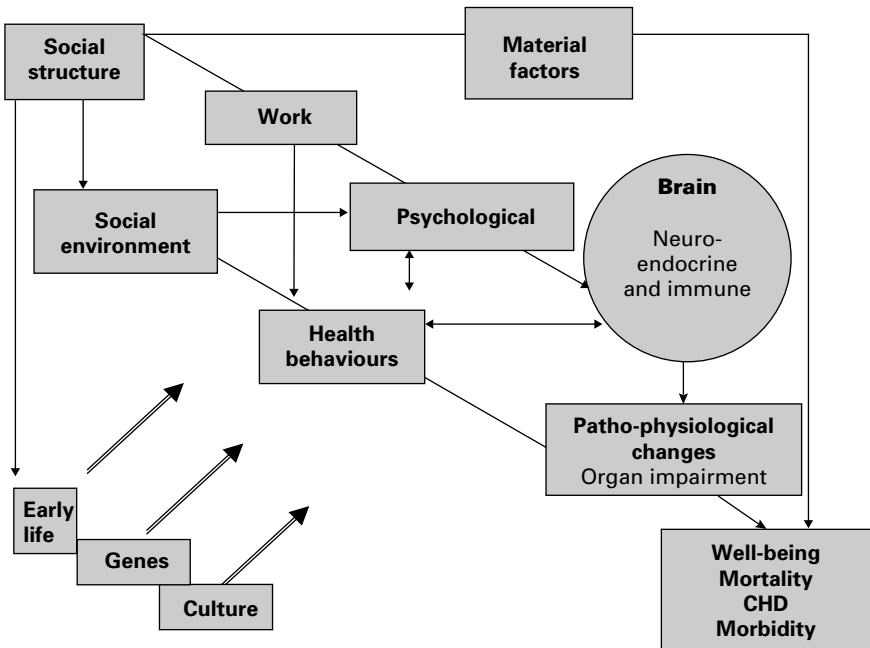 Social
structure
Material
factors
Work
Social
environment
Psychological
Brain
Neuro-
endocrine
and immune
Health
behaviours
Patho-physiological
changes
Organ impairment
Early
life
Genes
Culture
Well-being
Mortality
CHD
Morbidity